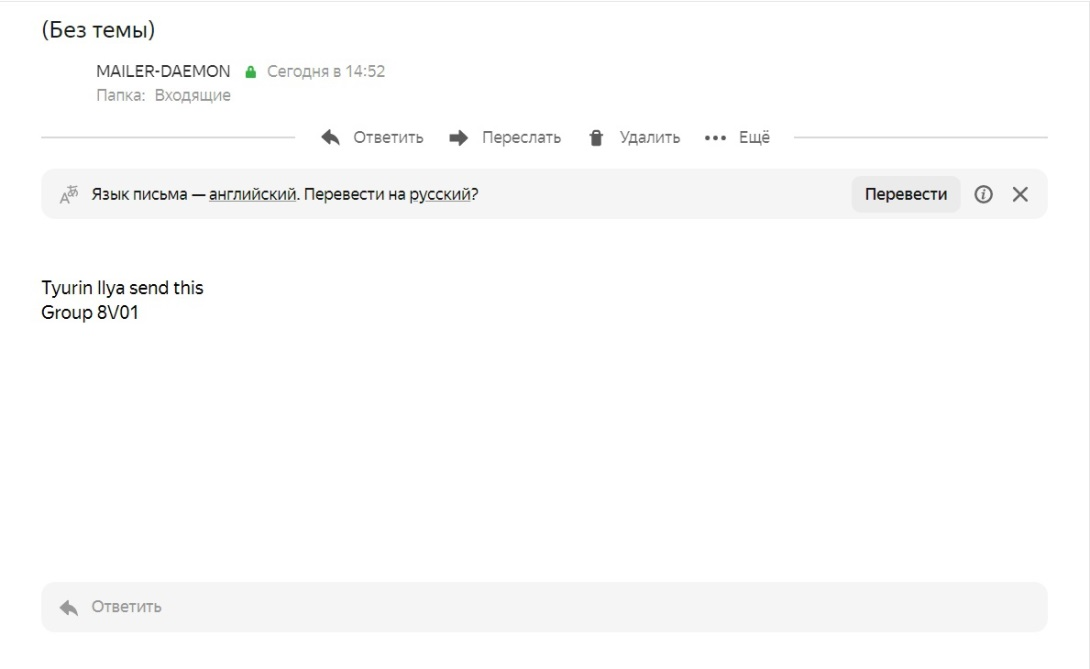 (Без темы)
MAILER-DAEMON Сегодня в 14:52
Папка: Входящие
Ответить Переслать Удалить Ещё
Язык письма — английский. Перевести на русский? Перевести
Tyurin Ilya send this
Group 8V01
Ответить